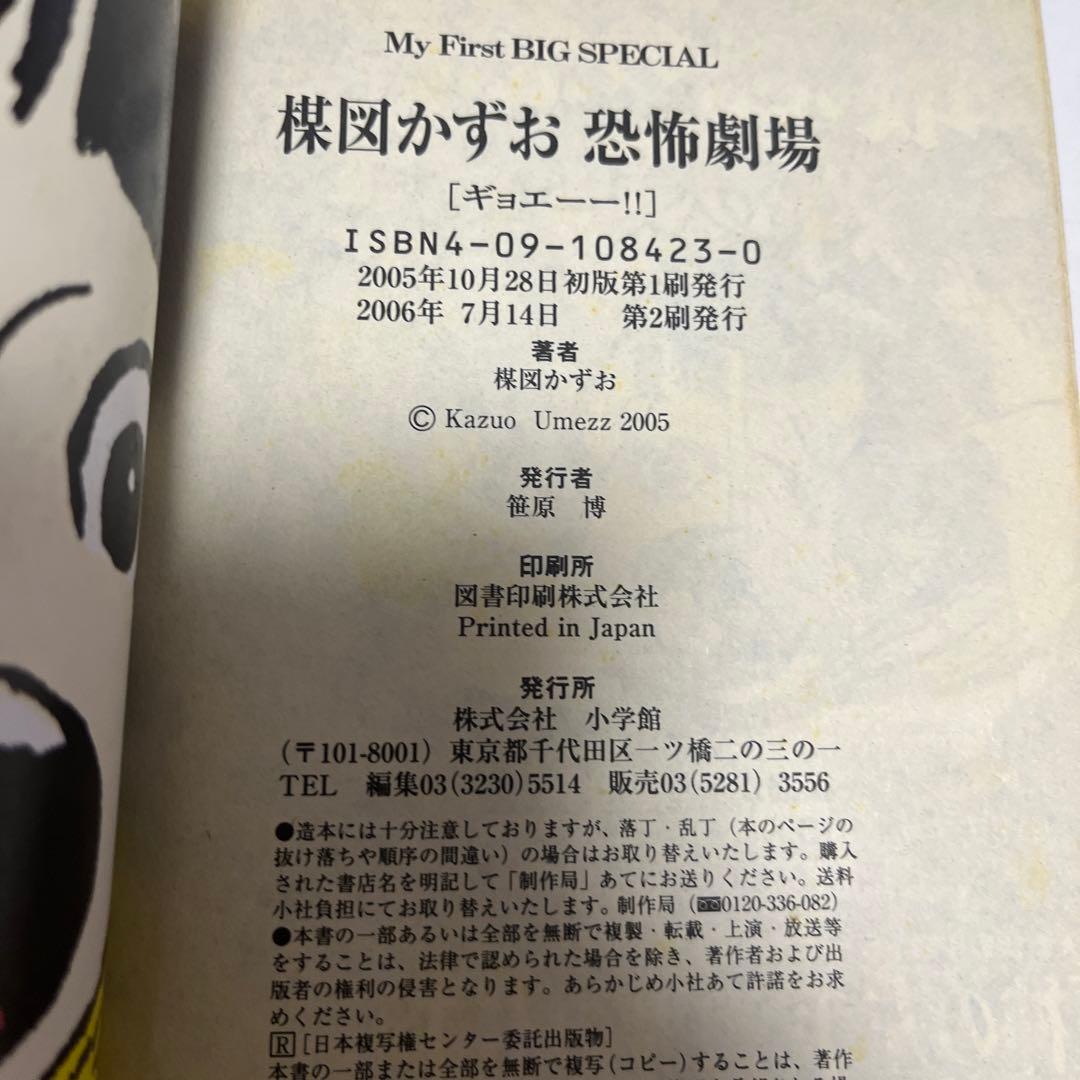 My First BIG SPECIAL
楳図かずお 恐怖劇場
[ギョエーー!!]
ISBN4-09-108423-0
2005年10月28日初版第1刷発行
2006年 7月14日　第2刷発行
著者
楳図かずお
© Kazuo Umezz 2005
発行者
笹原 博
印刷所
図書印刷株式会社
Printed in Japan
発行所
株式会社 小学館
(〒101-8001) 東京都千代田区一ツ橋二の三の一
TEL 編集03(3230)5514 販売03(5281) 3556
●造本には十分注意しておりますが、落丁・乱丁（本のページの
抜け落ちや順序の間違い）の場合はお取り替えいたします。購入
された書店名を明記して「制作局」あてにお送りください。送料
小社負担にてお取り替えいたします。制作局（0120-336-082）
●本書の一部あるいは全部を無断で複製・転載・上演・放送等
をすることは、法律で認められた場合を除き、著作者および出
版者の権利の侵害となります。あらかじめ小社あて許諾をお求
めください。
R [日本複写権センター委託出版物]
本書の一部または全部を無断で複写(コピー)することは、著作